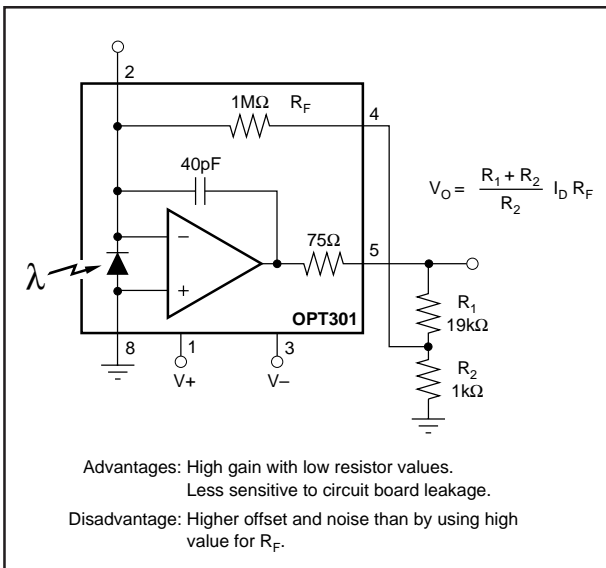 2
1MΩ R_F
4
40pF
V_O = (R_1 + R_2) / R_2 I_D R_F
−
75Ω
5
λ
+
R_1
19kΩ
OPT301
8
1
3
R_2
1kΩ
V+
V−
Advantages: High gain with low resistor values.
Less sensitive to circuit board leakage.
Disadvantage: Higher offset and noise than by using high
value for R_F.